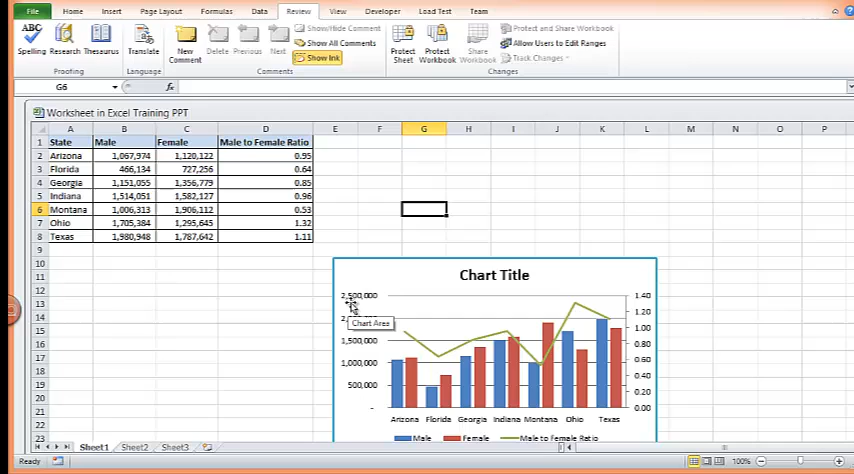 File Home Insert Page Layout Formulas Data Review View Developer Load Test Team
ABC Show/Hide Comment Protect and Share Workbook
Show All Comments Allow Users to Edit Ranges
Spelling Research Thesaurus Translate New Comment Delete Previous Next Show Ink Protect Sheet Protect Workbook Share Workbook Track Changes
Proofing Language Comments Changes
G6 fx
Worksheet in Excel Training PPT
A B C D E F G H I J K L M N O P
1 State Male Female Male to Female Ratio
2 Arizona 1,067,974 1,120,122 0.95
3 Florida 466,134 727,256 0.64
4 Georgia 1,151,055 1,356,779 0.85
5 Indiana 1,514,051 1,582,127 0.96
6 Montana 1,006,313 1,906,112 0.53
7 Ohio 1,705,384 1,295,645 1.32
8 Texas 1,980,948 1,787,642 1.11
9
10
11 Chart Title
12
13 2,500,000 1.40
14 1.20
15 Chart Area 1.00
16 1,500,000 0.80
17 1,000,000 0.60
18 0.40
19 500,000 0.20
20
21 - 0.00
22 Arizona Florida Georgia Indiana Montana Ohio Texas
23 Male Female Male to Female Ratio
Sheet1 Sheet2 Sheet3
Ready 100%